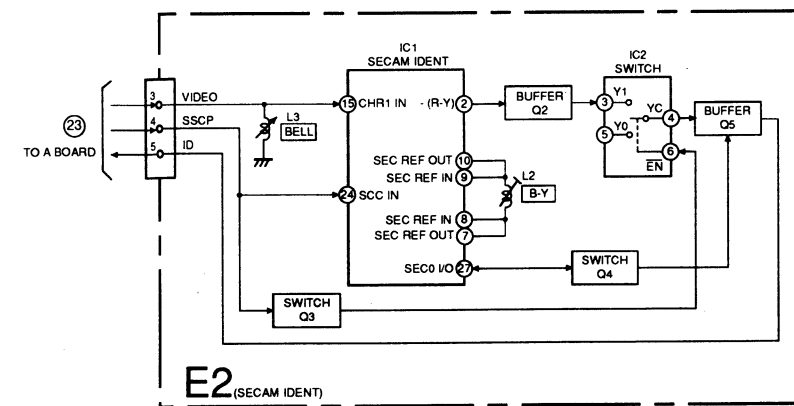 IC1
SECAM IDENT
IC2
SWITCH
3 VIDEO
15 CHR1 IN
- (R-Y) 2
BUFFER
Q2
3 Y1
YC 4
BUFFER
Q5
23
4 SSCP
L3
BELL
5 Y0
TO A BOARD
5 ID
SEC REF OUT 10
6
EN
SEC REF IN 9
L2
B-Y
24 SCC IN
SEC REF IN 8
SEC REF OUT 7
SEC0 I/O 27
SWITCH
Q4
SWITCH
Q3
E2 (SECAM IDENT)